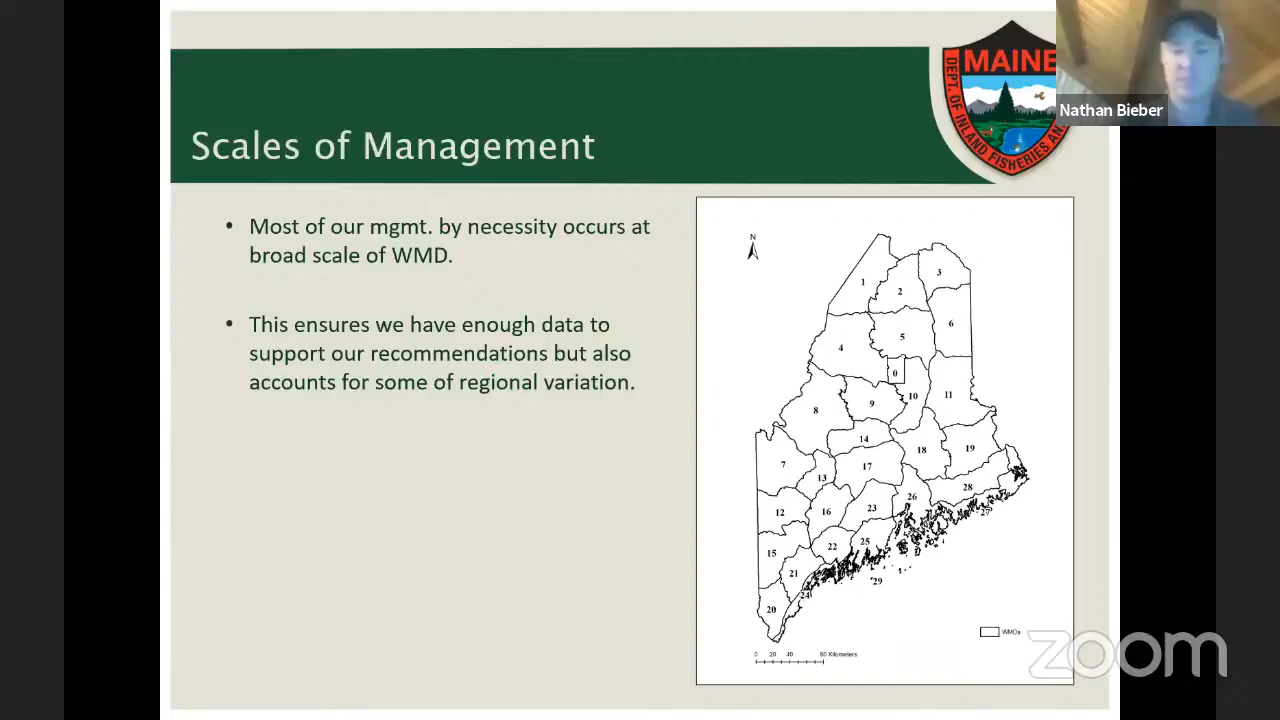 MAINE
DEPT. OF INLAND FISHERIES AN
Nathan Bieber
Scales of Management
• Most of our mgmt. by necessity occurs at
broad scale of WMD.
• This ensures we have enough data to
support our recommendations but also
accounts for some of regional variation.
N
1
2
3
4
5
6
0
8
9
10
11
14
7
13
17
18
19
12
16
23
26
28
27
15
22
25
21
24
29
20
WMDs
0 20 40 80 Kilometers
zoom